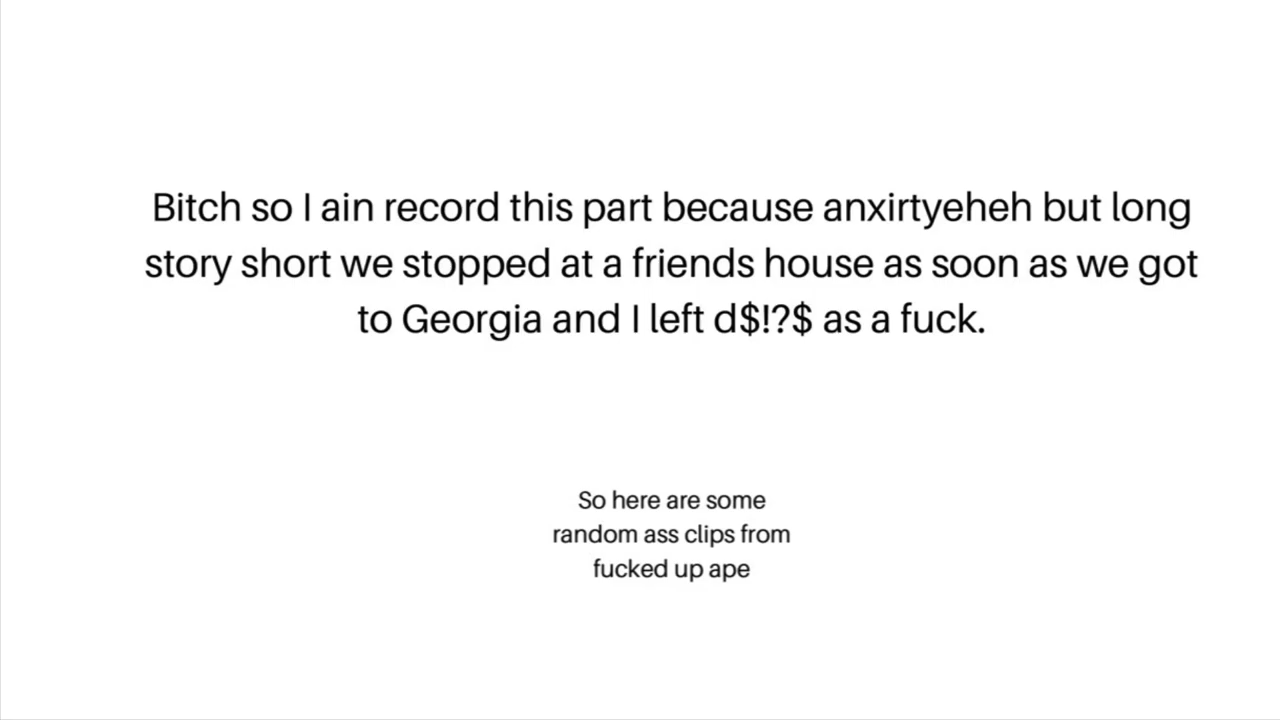 Bitch so I ain record this part because anxirtyeheh but long
story short we stopped at a friends house as soon as we got
to Georgia and I left d$!?$ as a fuck.
So here are some
random ass clips from
fucked up ape